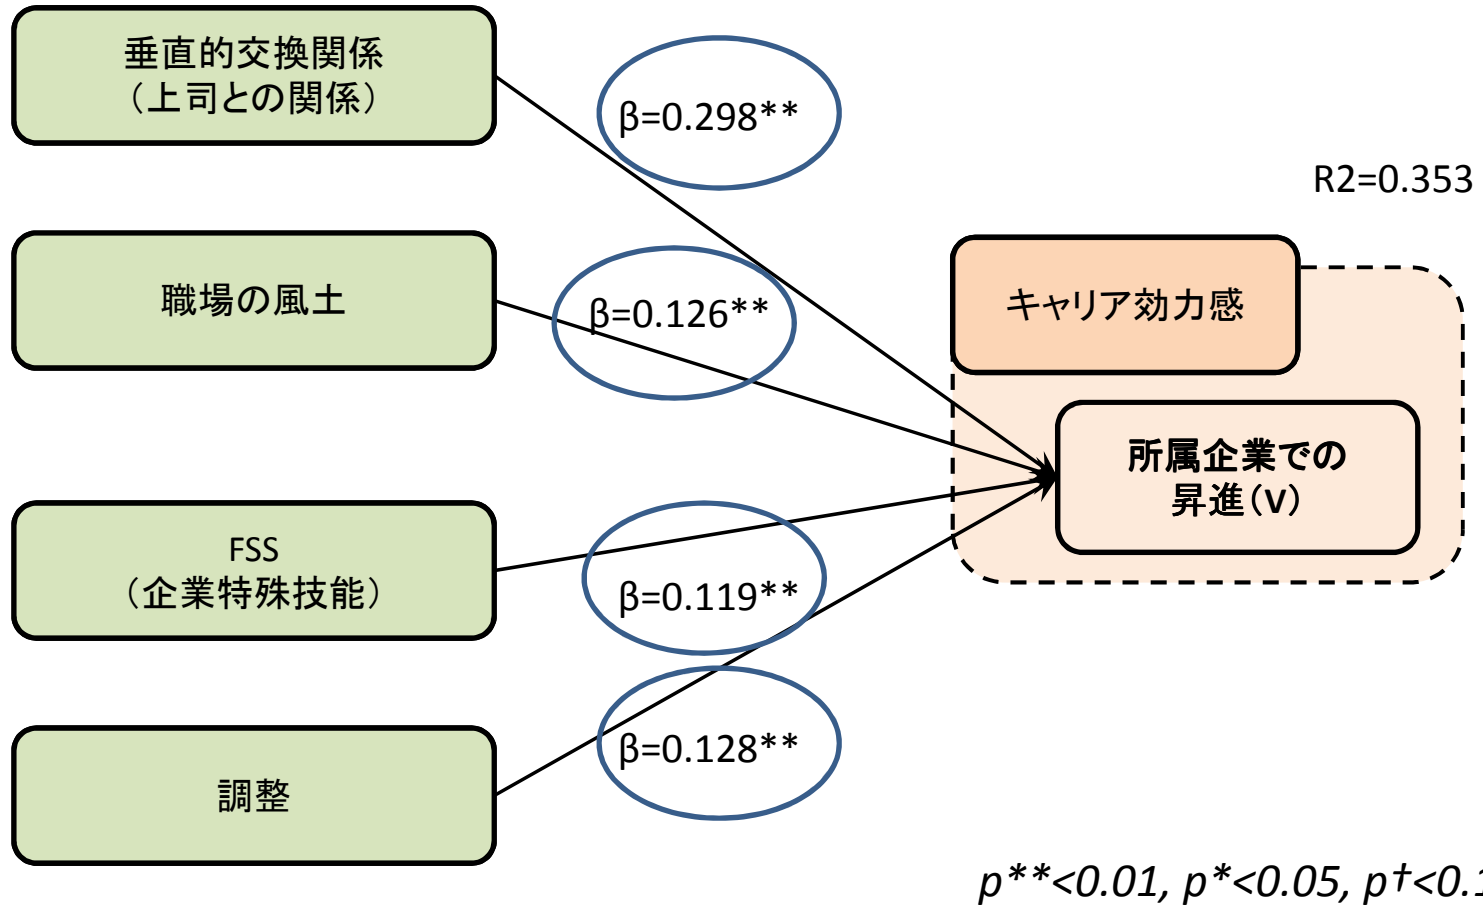 垂直的交換関係
（上司との関係）
β=0.298**
R2=0.353
職場の風土
β=0.126**
キャリア効力感
所属企業での
昇進(V)
FSS
（企業特殊技能）
β=0.119**
調整
β=0.128**
p**<0.01, p*<0.05, p†<0.1